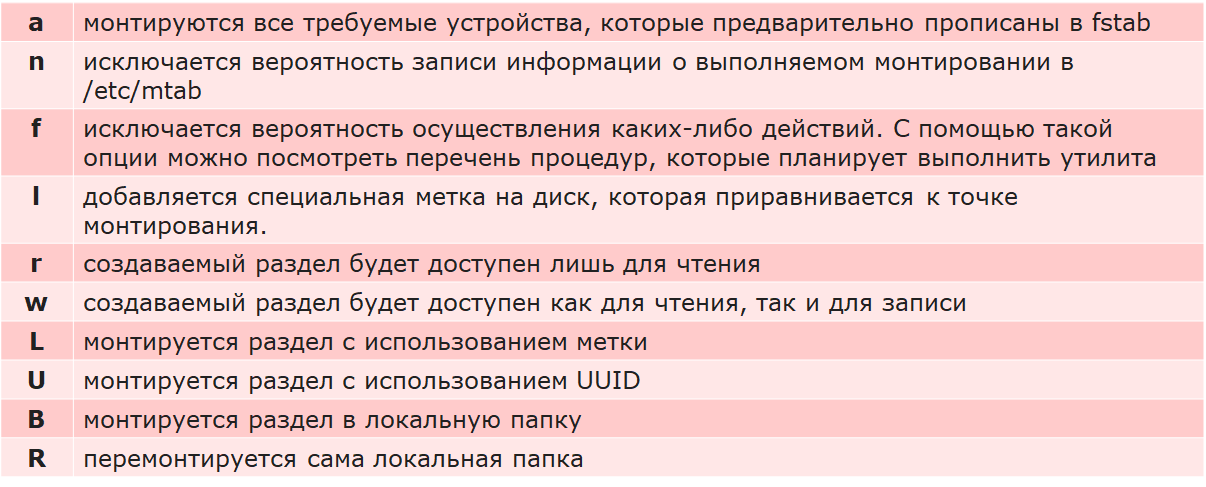 a монтируются все требуемые устройства, которые предварительно прописаны в fstab
n исключается вероятность записи информации о выполняемом монтировании в
/etc/mtab
f исключается вероятность осуществления каких-либо действий. С помощью такой
опции можно посмотреть перечень процедур, которые планирует выполнить утилита
l добавляется специальная метка на диск, которая приравнивается к точке
монтирования.
r создаваемый раздел будет доступен лишь для чтения
w создаваемый раздел будет доступен как для чтения, так и для записи
L монтируется раздел с использованием метки
U монтируется раздел с использованием UUID
B монтируется раздел в локальную папку
R перемонтируется сама локальная папка